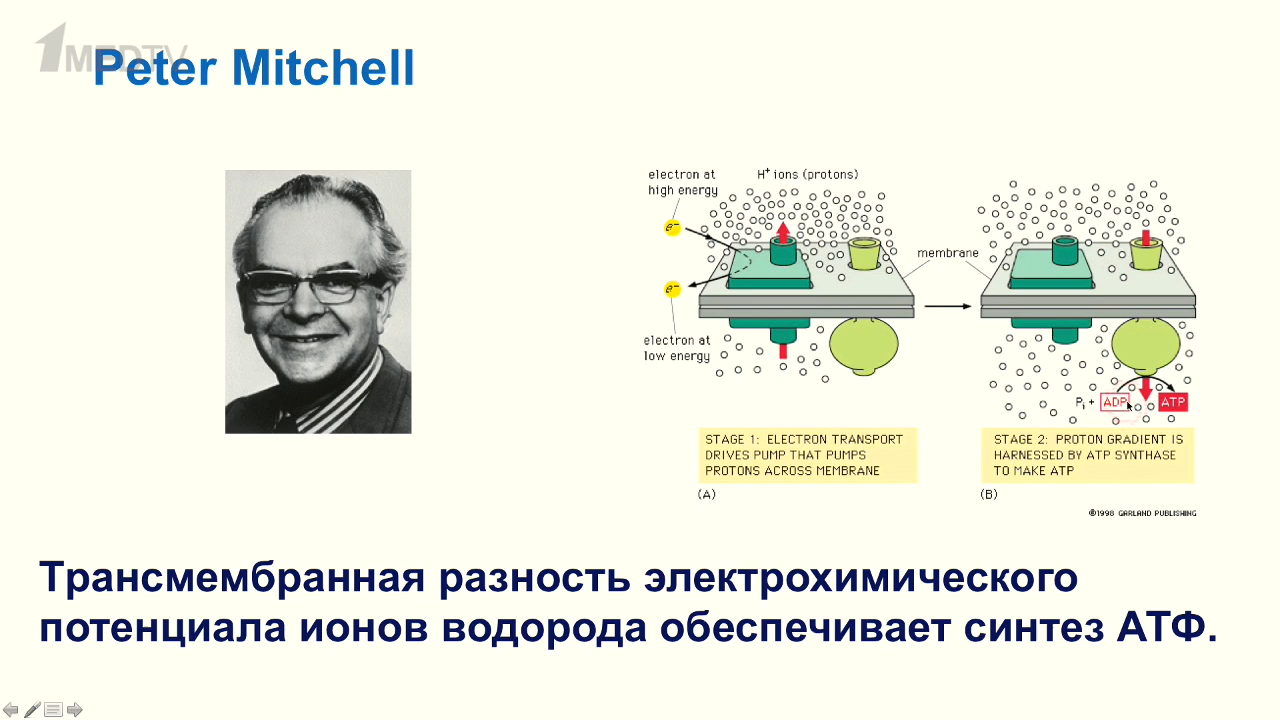 1MEDTV
Peter Mitchell
electron at
high energy
H⁺ ions (protons)
e⁻
membrane
e⁻
electron at
low energy
Pi + ADP
ATP
STAGE 1: ELECTRON TRANSPORT
DRIVES PUMP THAT PUMPS
PROTONS ACROSS MEMBRANE
(A)
STAGE 2: PROTON GRADIENT IS
HARNESSED BY ATP SYNTHASE
TO MAKE ATP
(B)
©1998 GARLAND PUBLISHING
Трансмембранная разность электрохимического
потенциала ионов водорода обеспечивает синтез АТФ.